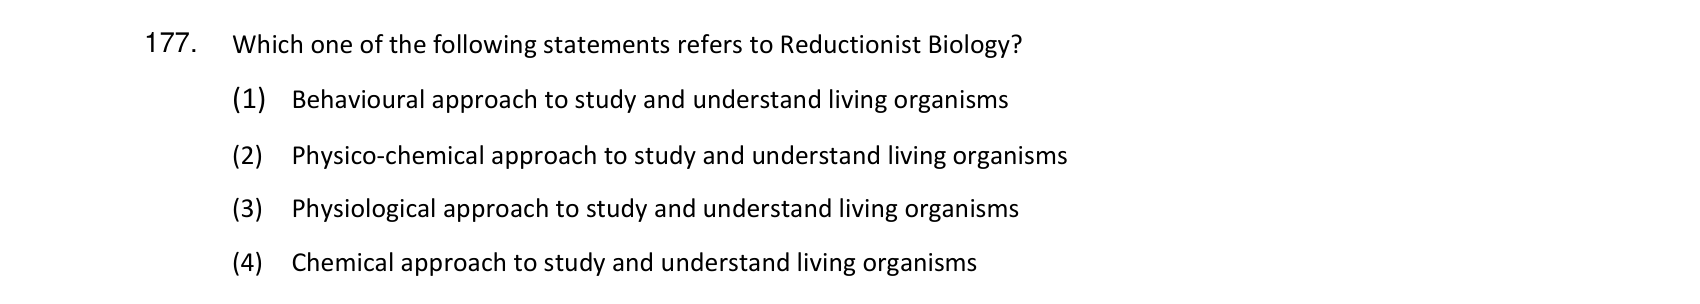 177. Which one of the following statements refers to Reductionist Biology?
(1) Behavioural approach to study and understand living organisms
(2) Physico-chemical approach to study and understand living organisms
(3) Physiological approach to study and understand living organisms
(4) Chemical approach to study and understand living organisms